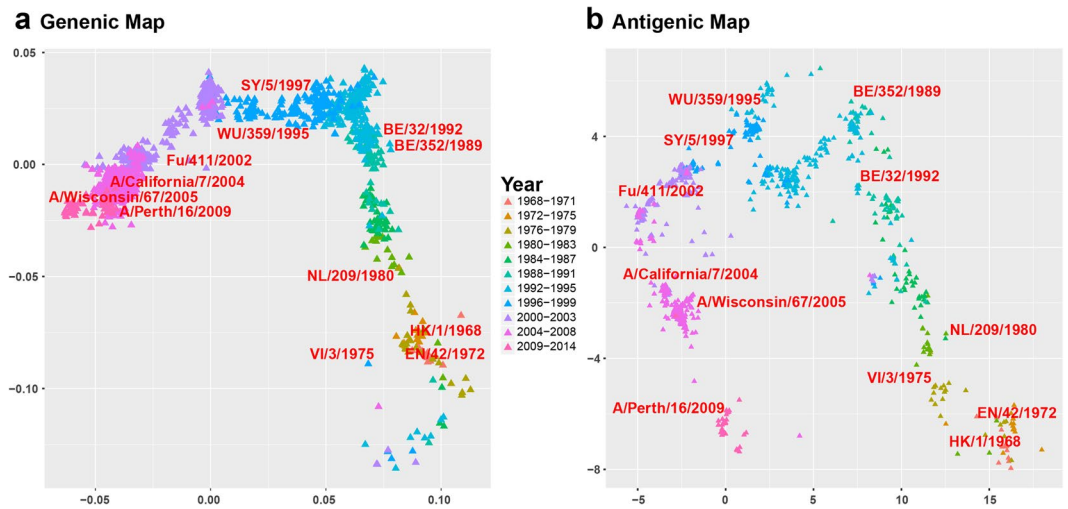 a Genenic Map
0.05
0.00
−0.05
−0.10
−0.05
0.00
0.05
0.10
SY/5/1997
WU/359/1995
BE/32/1992
BE/352/1989
Fu/411/2002
A/California/7/2004
A/Wisconsin/67/2005
A/Perth/16/2009
NL/209/1980
HK/1/1968
VI/3/1975
EN/42/1972
Year
1968−1971
1972−1975
1976−1979
1980−1983
1984−1987
1988−1991
1992−1995
1996−1999
2000−2003
2004−2008
2009−2014
b Antigenic Map
4
0
−4
−8
−5
0
5
10
15
BE/352/1989
WU/359/1995
SY/5/1997
BE/32/1992
Fu/411/2002
A/California/7/2004
A/Wisconsin/67/2005
NL/209/1980
VI/3/1975
A/Perth/16/2009
EN/42/1972
HK/1/1968